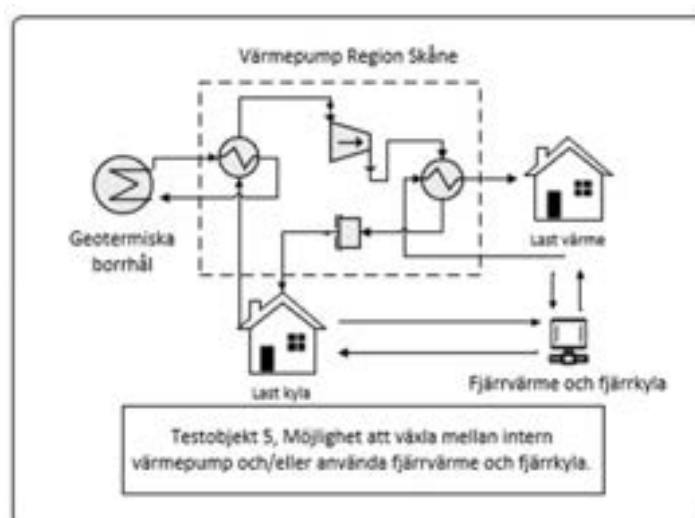 Värmepump Region Skåne
Geotermiska
borrhål
Last värme
Last kyla
Fjärrvärme och fjärrkyla
Testobjekt 5, Möjlighet att växla mellan intern
värmepump och/eller använda fjärrvärme och fjärrkyla.